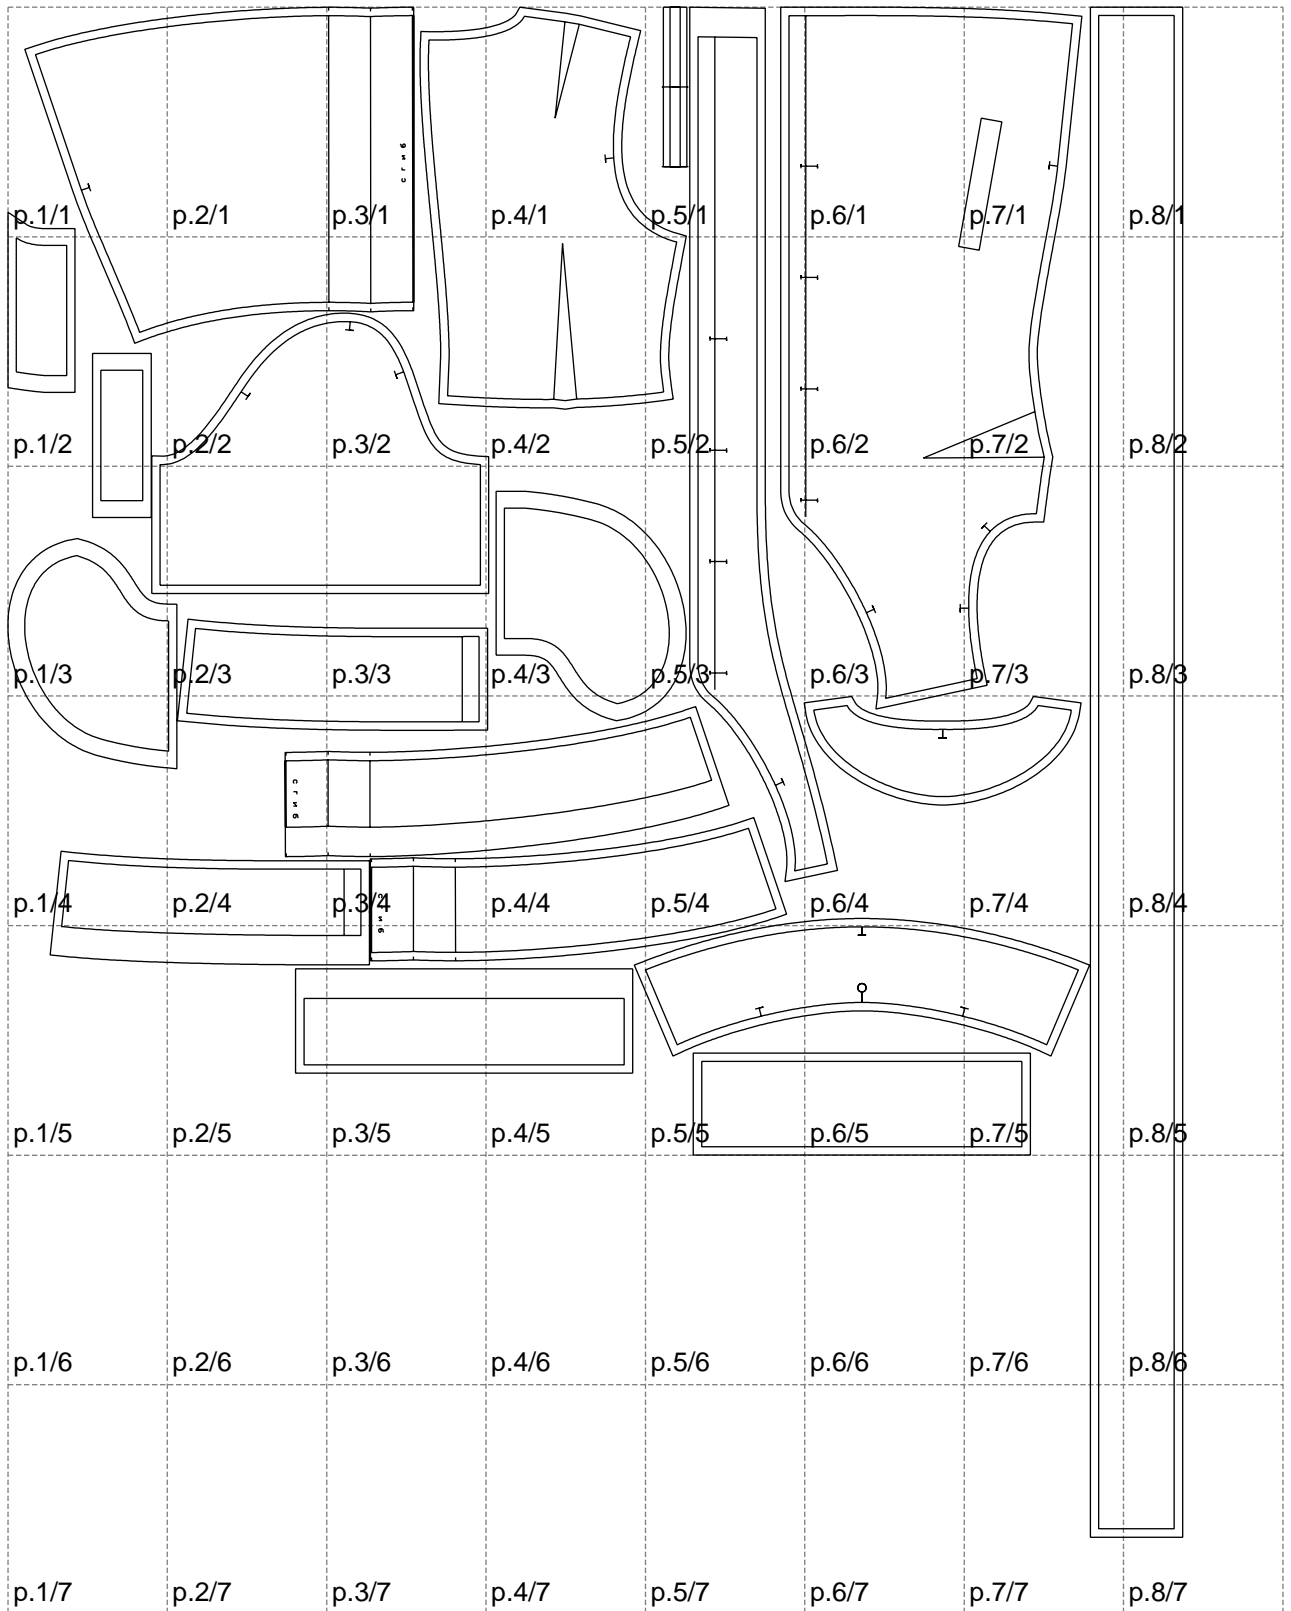 сгиб
p.1/1 p.2/1 p.3/1 p.4/1 p.5/1 p.6/1 p.7/1 p.8/1
p.1/2 p.2/2 p.3/2 p.4/2 p.5/2 p.6/2 p.7/2 p.8/2
p.1/3 p.2/3 p.3/3 p.4/3 p.5/3 p.6/3 p.7/3 p.8/3
сгиб
p.1/4 p.2/4 p.3/4 p.4/4 p.5/4 p.6/4 p.7/4 p.8/4
сгиб
p.1/5 p.2/5 p.3/5 p.4/5 p.5/5 p.6/5 p.7/5 p.8/5
p.1/6 p.2/6 p.3/6 p.4/6 p.5/6 p.6/6 p.7/6 p.8/6
p.1/7 p.2/7 p.3/7 p.4/7 p.5/7 p.6/7 p.7/7 p.8/7